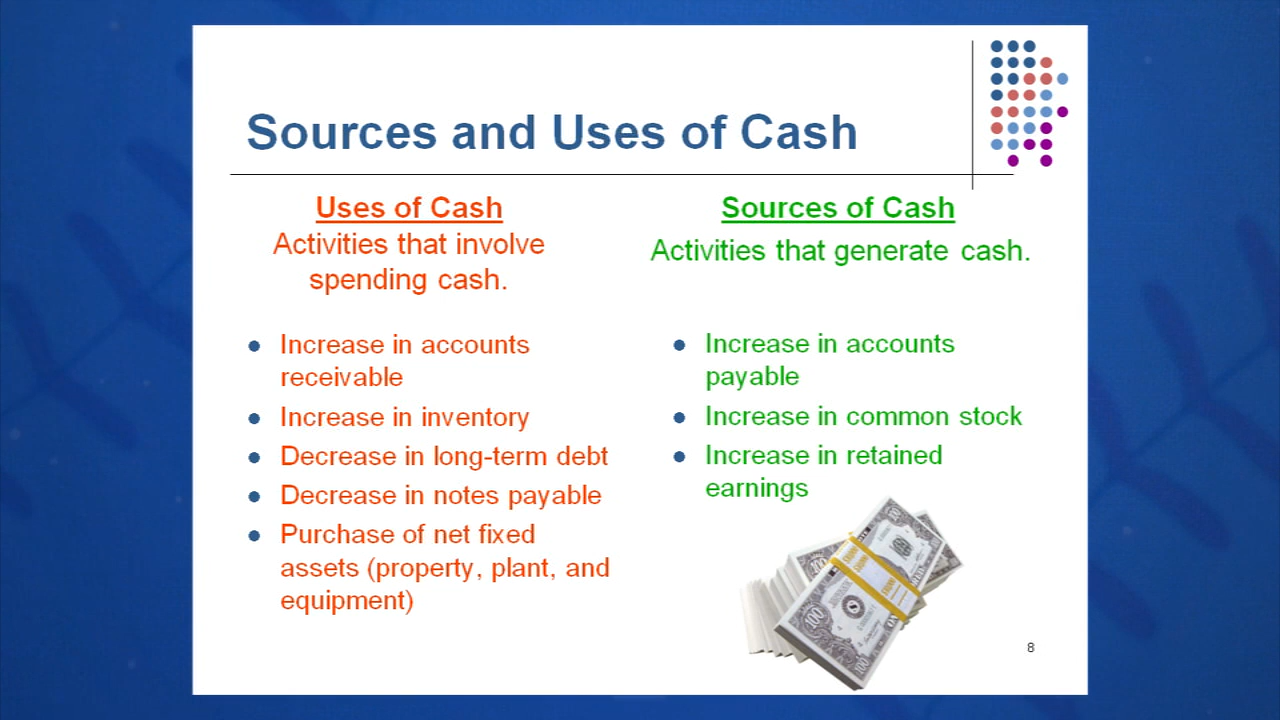 Sources and Uses of Cash
Uses of Cash
Activities that involve
spending cash.
Increase in accounts
receivable
Increase in inventory
Decrease in long-term debt
Decrease in notes payable
Purchase of net fixed
assets (property, plant, and
equipment)
Sources of Cash
Activities that generate cash.
Increase in accounts
payable
Increase in common stock
Increase in retained
earnings
100
100
8